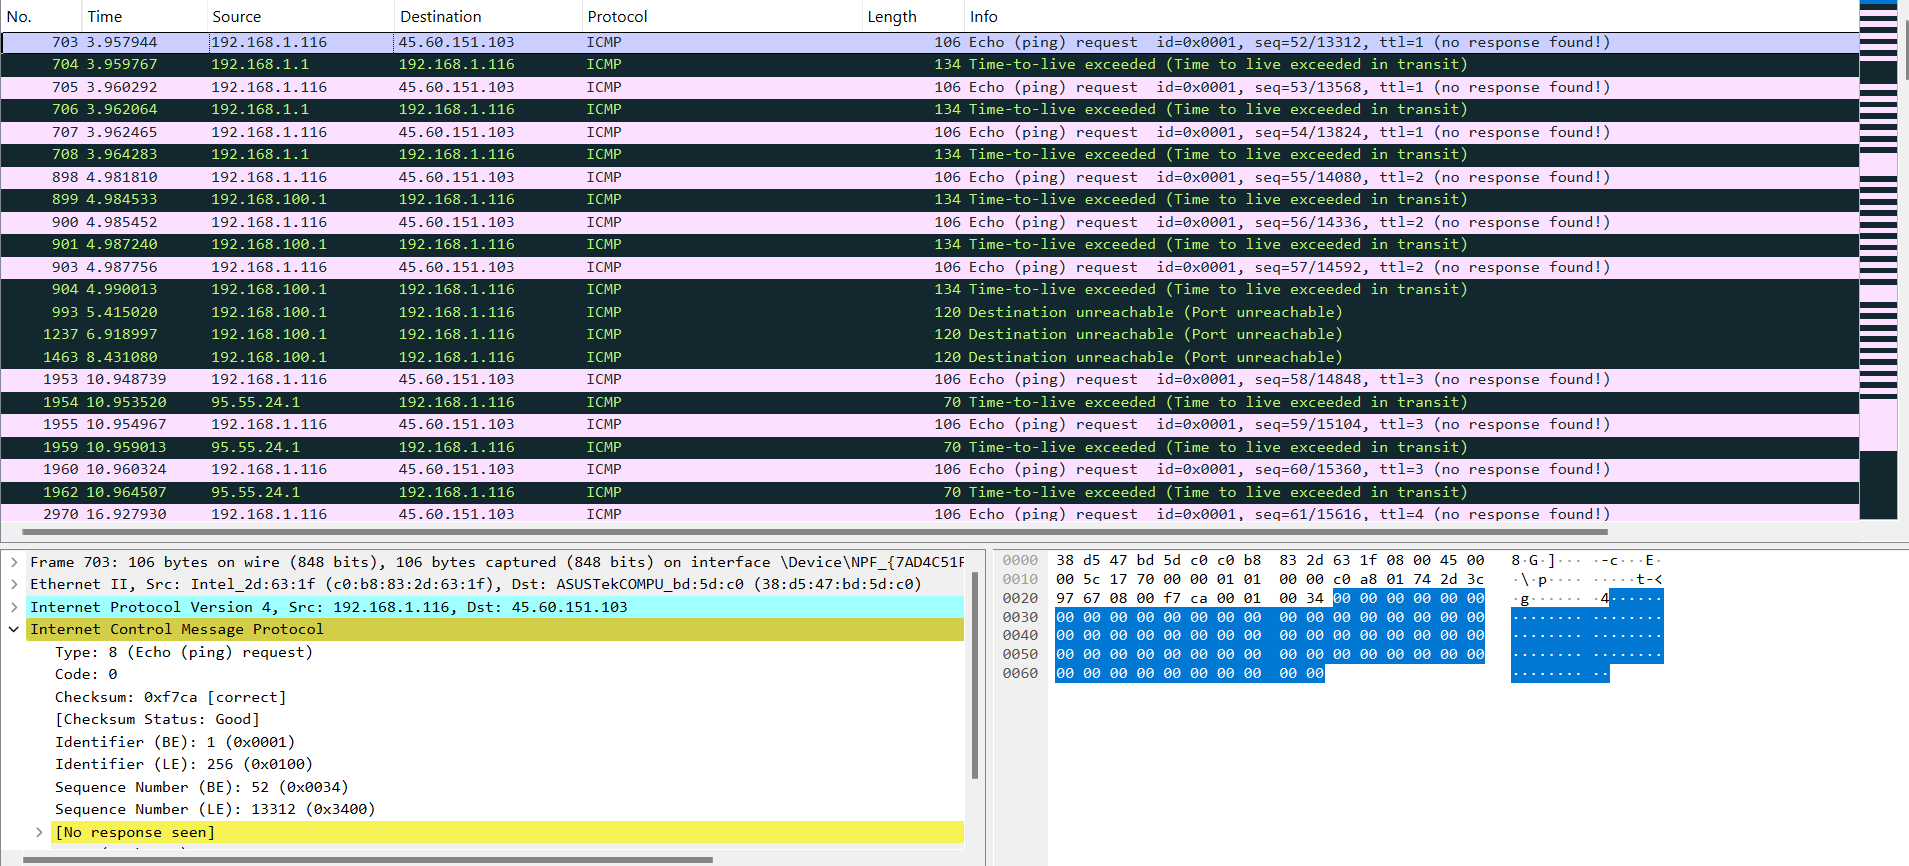 No. Time Source Destination Protocol Length Info
703 3.957944 192.168.1.116 45.60.151.103 ICMP 106 Echo (ping) request id=0x0001, seq=52/13312, ttl=1 (no response found!)
704 3.959767 192.168.1.1 192.168.1.116 ICMP 134 Time-to-live exceeded (Time to live exceeded in transit)
705 3.960292 192.168.1.116 45.60.151.103 ICMP 106 Echo (ping) request id=0x0001, seq=53/13568, ttl=1 (no response found!)
706 3.962064 192.168.1.1 192.168.1.116 ICMP 134 Time-to-live exceeded (Time to live exceeded in transit)
707 3.962465 192.168.1.116 45.60.151.103 ICMP 106 Echo (ping) request id=0x0001, seq=54/13824, ttl=1 (no response found!)
708 3.964283 192.168.1.1 192.168.1.116 ICMP 134 Time-to-live exceeded (Time to live exceeded in transit)
898 4.981810 192.168.1.116 45.60.151.103 ICMP 106 Echo (ping) request id=0x0001, seq=55/14080, ttl=2 (no response found!)
899 4.984533 192.168.100.1 192.168.1.116 ICMP 134 Time-to-live exceeded (Time to live exceeded in transit)
900 4.985452 192.168.1.116 45.60.151.103 ICMP 106 Echo (ping) request id=0x0001, seq=56/14336, ttl=2 (no response found!)
901 4.987240 192.168.100.1 192.168.1.116 ICMP 134 Time-to-live exceeded (Time to live exceeded in transit)
903 4.987756 192.168.1.116 45.60.151.103 ICMP 106 Echo (ping) request id=0x0001, seq=57/14592, ttl=2 (no response found!)
904 4.990013 192.168.100.1 192.168.1.116 ICMP 134 Time-to-live exceeded (Time to live exceeded in transit)
993 5.415020 192.168.100.1 192.168.1.116 ICMP 120 Destination unreachable (Port unreachable)
1237 6.918997 192.168.100.1 192.168.1.116 ICMP 120 Destination unreachable (Port unreachable)
1463 8.431080 192.168.100.1 192.168.1.116 ICMP 120 Destination unreachable (Port unreachable)
1953 10.948739 192.168.1.116 45.60.151.103 ICMP 106 Echo (ping) request id=0x0001, seq=58/14848, ttl=3 (no response found!)
1954 10.953520 95.55.24.1 192.168.1.116 ICMP 70 Time-to-live exceeded (Time to live exceeded in transit)
1955 10.954967 192.168.1.116 45.60.151.103 ICMP 106 Echo (ping) request id=0x0001, seq=59/15104, ttl=3 (no response found!)
1959 10.959013 95.55.24.1 192.168.1.116 ICMP 70 Time-to-live exceeded (Time to live exceeded in transit)
1960 10.960324 192.168.1.116 45.60.151.103 ICMP 106 Echo (ping) request id=0x0001, seq=60/15360, ttl=3 (no response found!)
1962 10.964507 95.55.24.1 192.168.1.116 ICMP 70 Time-to-live exceeded (Time to live exceeded in transit)
2970 16.927930 192.168.1.116 45.60.151.103 ICMP 106 Echo (ping) request id=0x0001, seq=61/15616, ttl=4 (no response found!)
Frame 703: 106 bytes on wire (848 bits), 106 bytes captured (848 bits) on interface \Device\NPF_{7AD4C51F
Ethernet II, Src: Intel_2d:63:1f (c0:b8:83:2d:63:1f), Dst: ASUSTekCOMPU_bd:5d:c0 (38:d5:47:bd:5d:c0)
Internet Protocol Version 4, Src: 192.168.1.116, Dst: 45.60.151.103
Internet Control Message Protocol
Type: 8 (Echo (ping) request)
Code: 0
Checksum: 0xf7ca [correct]
[Checksum Status: Good]
Identifier (BE): 1 (0x0001)
Identifier (LE): 256 (0x0100)
Sequence Number (BE): 52 (0x0034)
Sequence Number (LE): 13312 (0x3400)
[No response seen]
0000 38 d5 47 bd 5d c0 c0 b8 83 2d 63 1f 08 00 45 00 8·G·]··· ·-c···E·
0010 00 5c 17 70 00 00 01 01 00 00 c0 a8 01 74 2d 3c ·\·p···· ·····t-<
0020 97 67 08 00 f7 ca 00 01 00 34 00 00 00 00 00 00 ·g······ ·4······
0030 00 00 00 00 00 00 00 00 00 00 00 00 00 00 00 00 ········ ········
0040 00 00 00 00 00 00 00 00 00 00 00 00 00 00 00 00 ········ ········
0050 00 00 00 00 00 00 00 00 00 00 00 00 00 00 00 00 ········ ········
0060 00 00 00 00 00 00 00 00 00 00 ········ ··